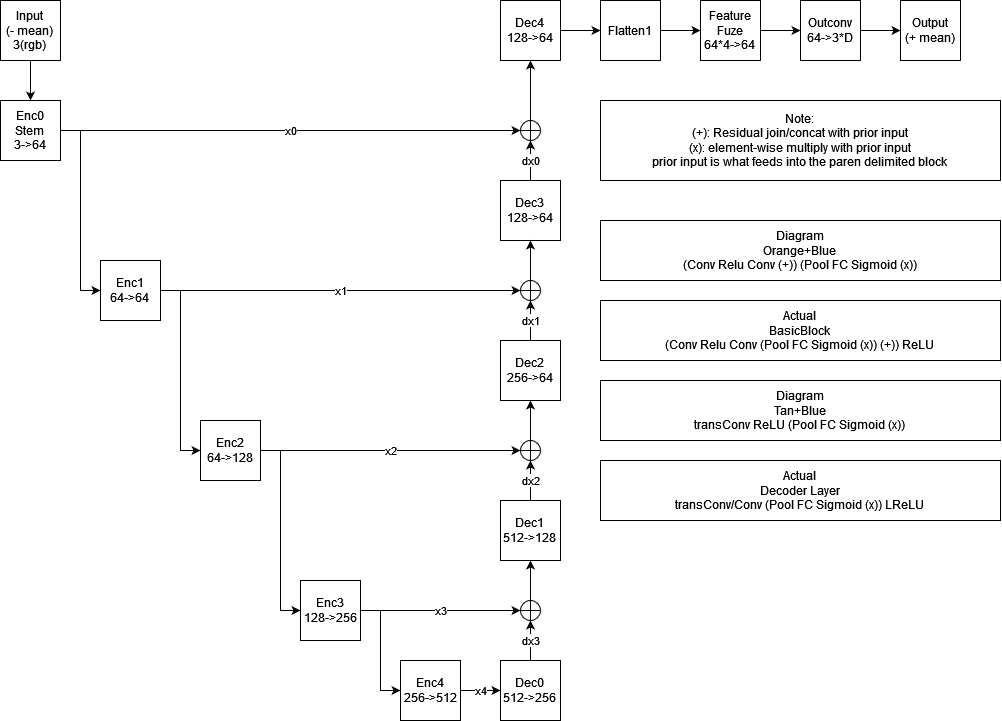 Input
(- mean)
3(rgb)
Dec4
128->64
Flatten1
Feature
Fuze
64*4->64
Outconv
64->3*D
Output
(+ mean)
Enc0
Stem
3->64
x0
dx0
Note:
(+): Residual join/concat with prior input
(x): element-wise multiply with prior input
prior input is what feeds into the paren delimited block
Dec3
128->64
Diagram
Orange+Blue
(Conv Relu Conv (+)) (Pool FC Sigmoid (x))
Enc1
64->64
x1
dx1
Actual
BasicBlock
(Conv Relu Conv (Pool FC Sigmoid (x)) (+)) ReLU
Dec2
256->64
Diagram
Tan+Blue
transConv ReLU (Pool FC Sigmoid (x))
Enc2
64->128
x2
dx2
Actual
Decoder Layer
transConv/Conv (Pool FC Sigmoid (x)) LReLU
Dec1
512->128
Enc3
128->256
x3
dx3
Enc4
256->512
x4
Dec0
512->256